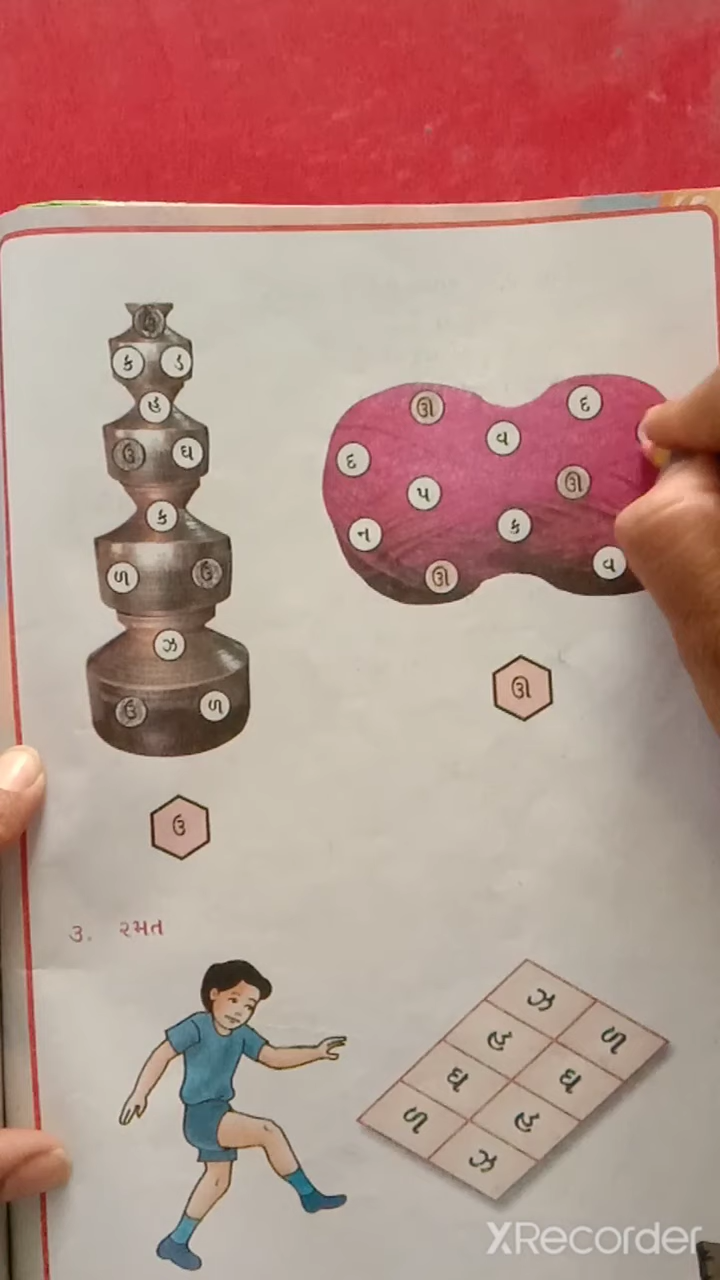 ઉ
ક ડ
હ
ઉ ઘ
ક
ળ ઉ
ઝ
ઉ ળ
ઉ
ઊ દ
વ
દ
પ ઊ
ન ક
ઊ વ
ઊ
૩. રમત
ઝ ળ
હ ઘ
ઘ હ
ળ ઝ
XRecorder